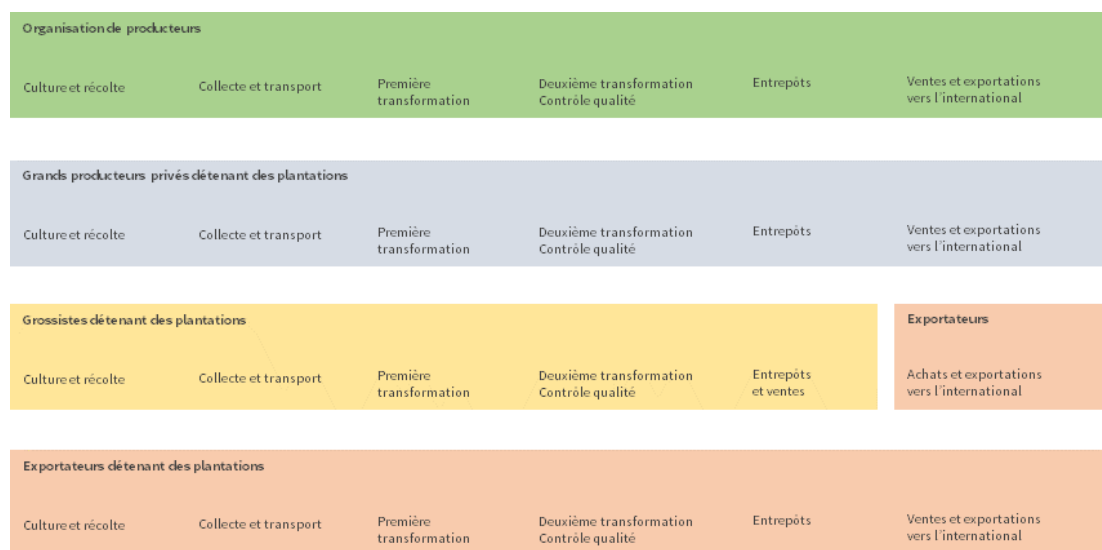 Organisation de producteurs
Culture et récolte
Collecte et transport
Première
transformation
Deuxième transformation
Contrôle qualité
Entrepôts
Ventes et exportations
vers l'international
Grands producteurs privés détenant des plantations
Culture et récolte
Collecte et transport
Première
transformation
Deuxième transformation
Contrôle qualité
Entrepôts
Ventes et exportations
vers l'international
Grossistes détenant des plantations
Culture et récolte
Collecte et transport
Première
transformation
Deuxième transformation
Contrôle qualité
Entrepôts
et ventes
Exportateurs
Achats et exportations
vers l'international
Exportateurs détenant des plantations
Culture et récolte
Collecte et transport
Première
transformation
Deuxième transformation
Contrôle qualité
Entrepôts
Ventes et exportations
vers l'international